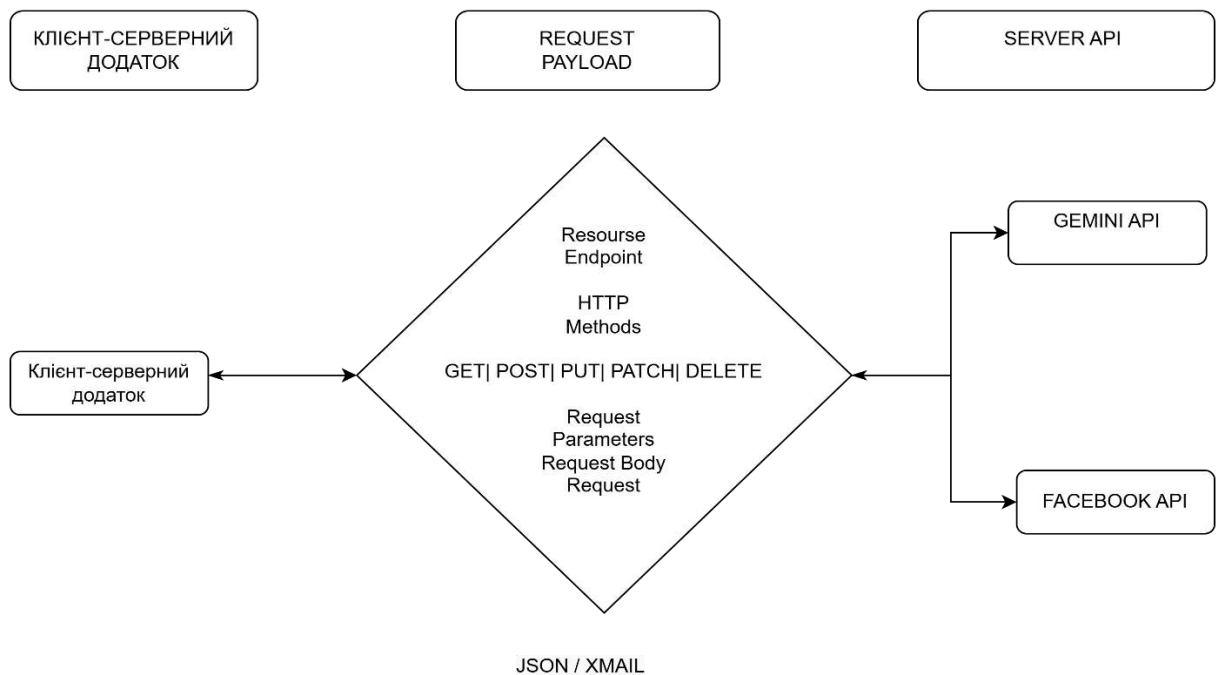 КЛІЄНТ-СЕРВЕРНИЙ
ДОДАТОК
REQUEST
PAYLOAD
SERVER API
Resourse
Endpoint
HTTP
Methods
GET| POST| PUT| PATCH| DELETE
Request
Parameters
Request Body
Request
Клієнт-серверний
додаток
GEMINI API
FACEBOOK API
JSON / XMAIL